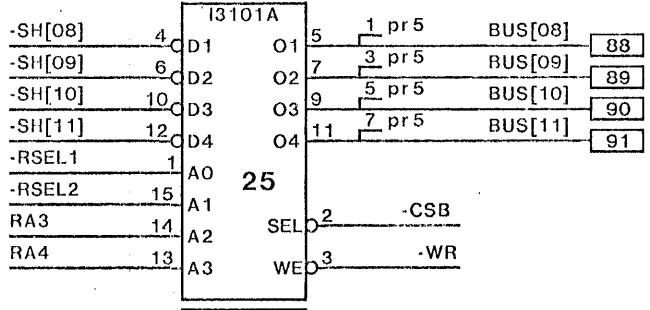 I3101A
-SH[08] 4 D1 O1 5 1 pr5 BUS[08] 88
-SH[09] 6 D2 O2 7 3 pr5 BUS[09] 89
-SH[10] 10 D3 O3 9 5 pr5 BUS[10] 90
-SH[11] 12 D4 O4 11 7 pr5 BUS[11] 91
-RSEL1 1 A0
25
-RSEL2 15 A1
RA3 14 A2 SEL 2 -CSB
RA4 13 A3 WE 3 -WR